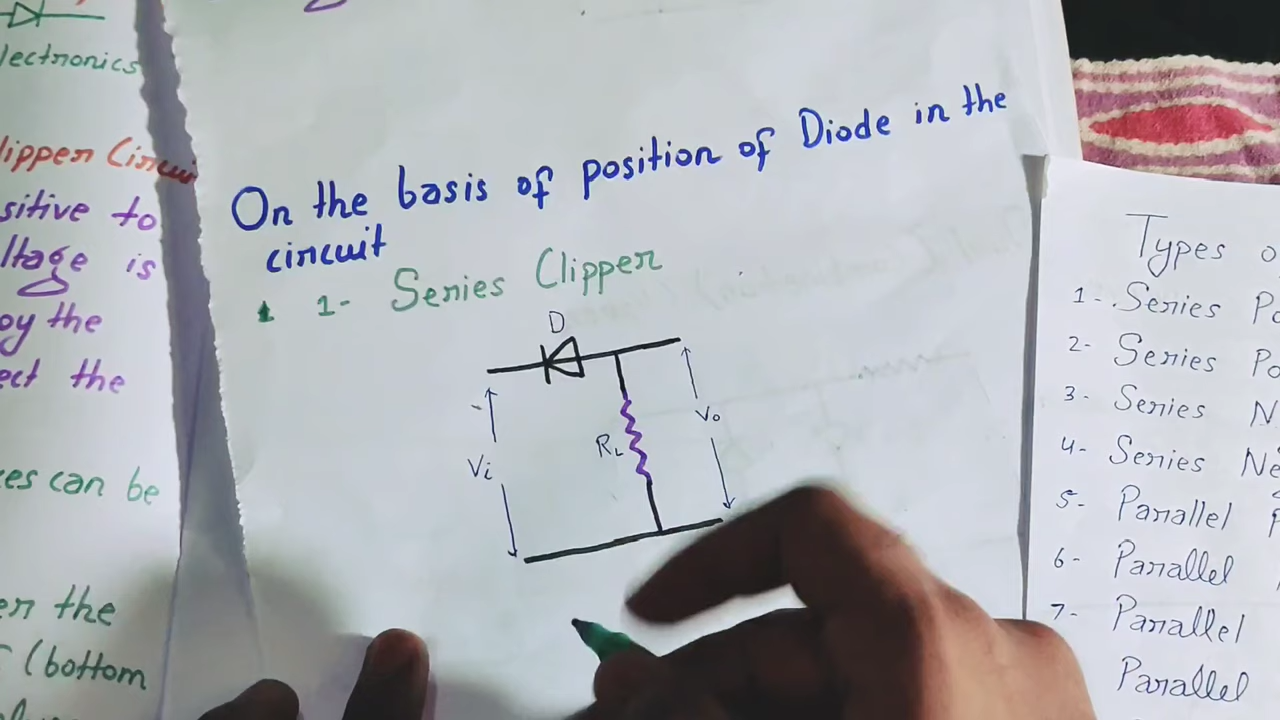 lectronics
lipper Circui
sitive to
ltage is
by the
ect the
es can be
er the
(bottom
On the basis of position of Diode in the
circuit
1- Series Clipper
D
Vi
RL
Vo
Types o
1- Series Po
2- Series Po
3- Series N
4- Series Ne
5- Parallel
6- Parallel
7- Parallel
Parallel